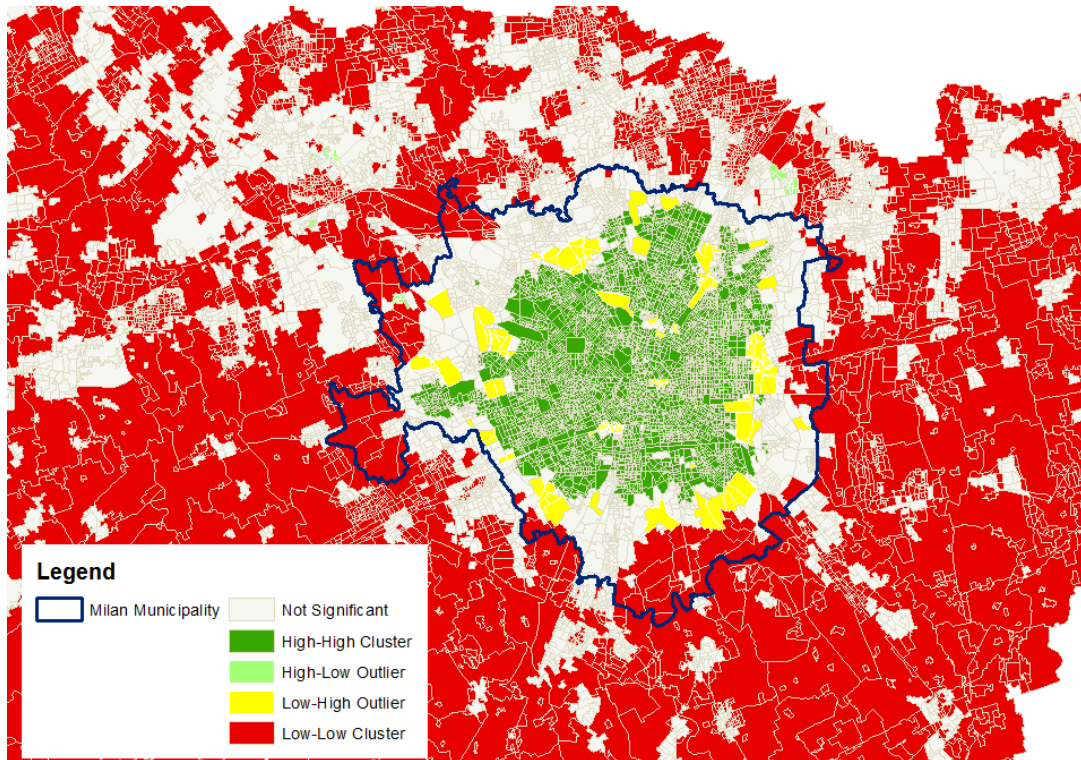 Legend
Milan Municipality
Not Significant
High-High Cluster
High-Low Outlier
Low-High Outlier
Low-Low Cluster